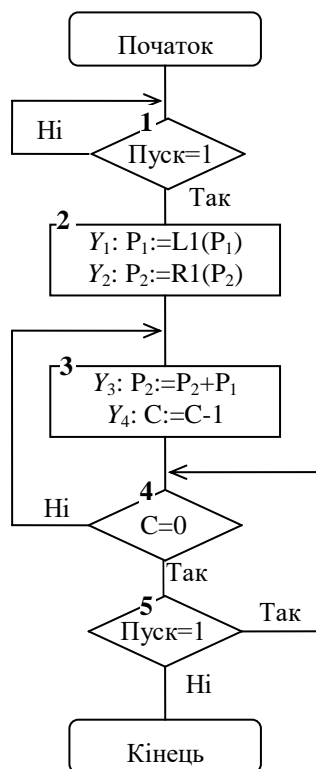 Початок
1
Ні
Пуск=1
Так
2
Y₁: P₁:=L1(P₁)
Y₂: P₂:=R1(P₂)
3
Y₃: P₂:=P₂+P₁
Y₄: C:=C-1
4
Ні
C=0
Так
5
Пуск=1
Так
Ні
Кінець